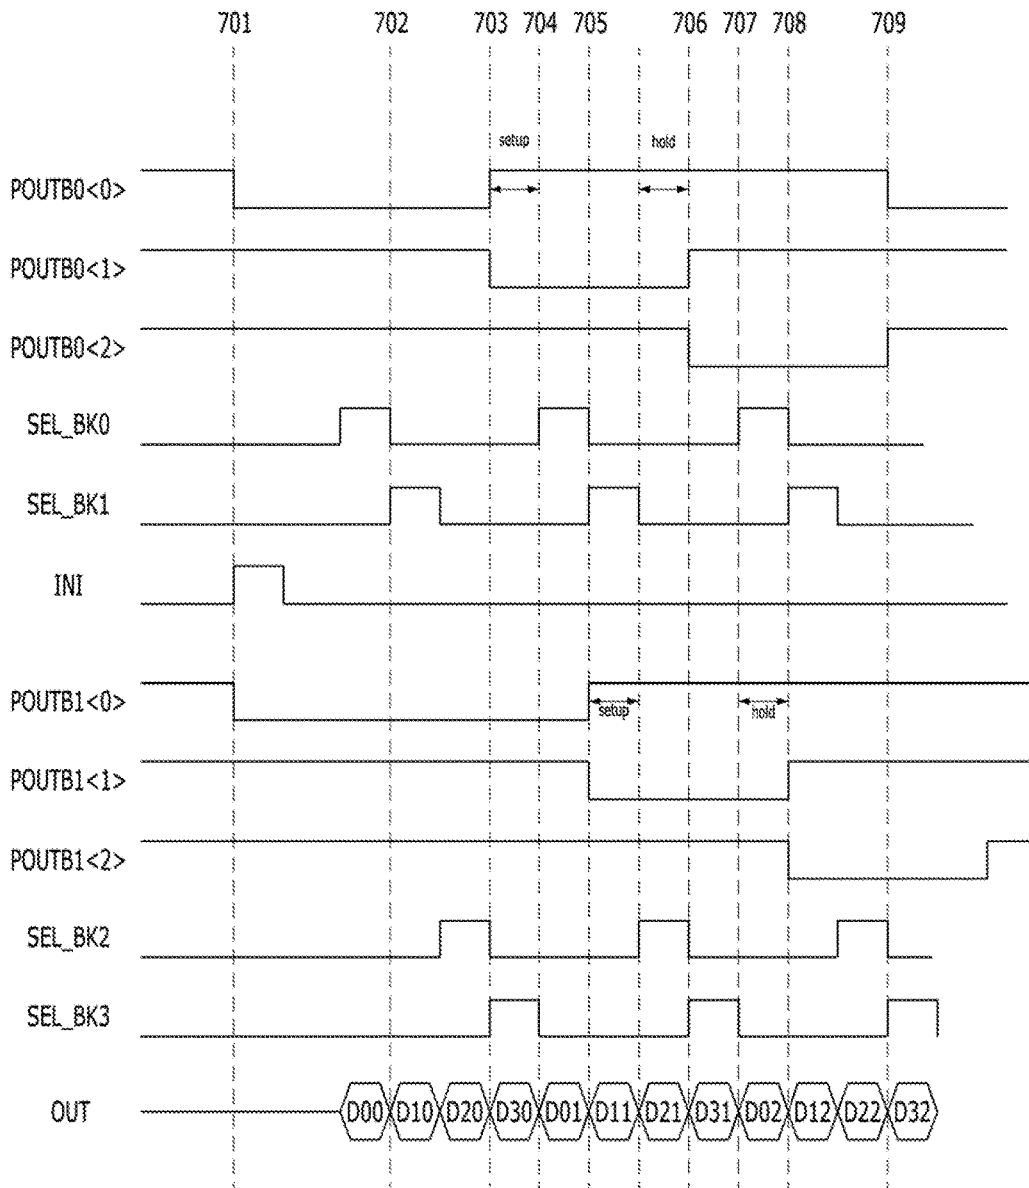 701 702 703 704 705 706 707 708 709
setup hold
POUTB0<0>
POUTB0<1>
POUTB0<2>
SEL_BK0
SEL_BK1
INI
POUTB1<0>
setup hold
POUTB1<1>
POUTB1<2>
SEL_BK2
SEL_BK3
OUT D00 D10 D20 D30 D01 D11 D21 D31 D02 D12 D22 D32